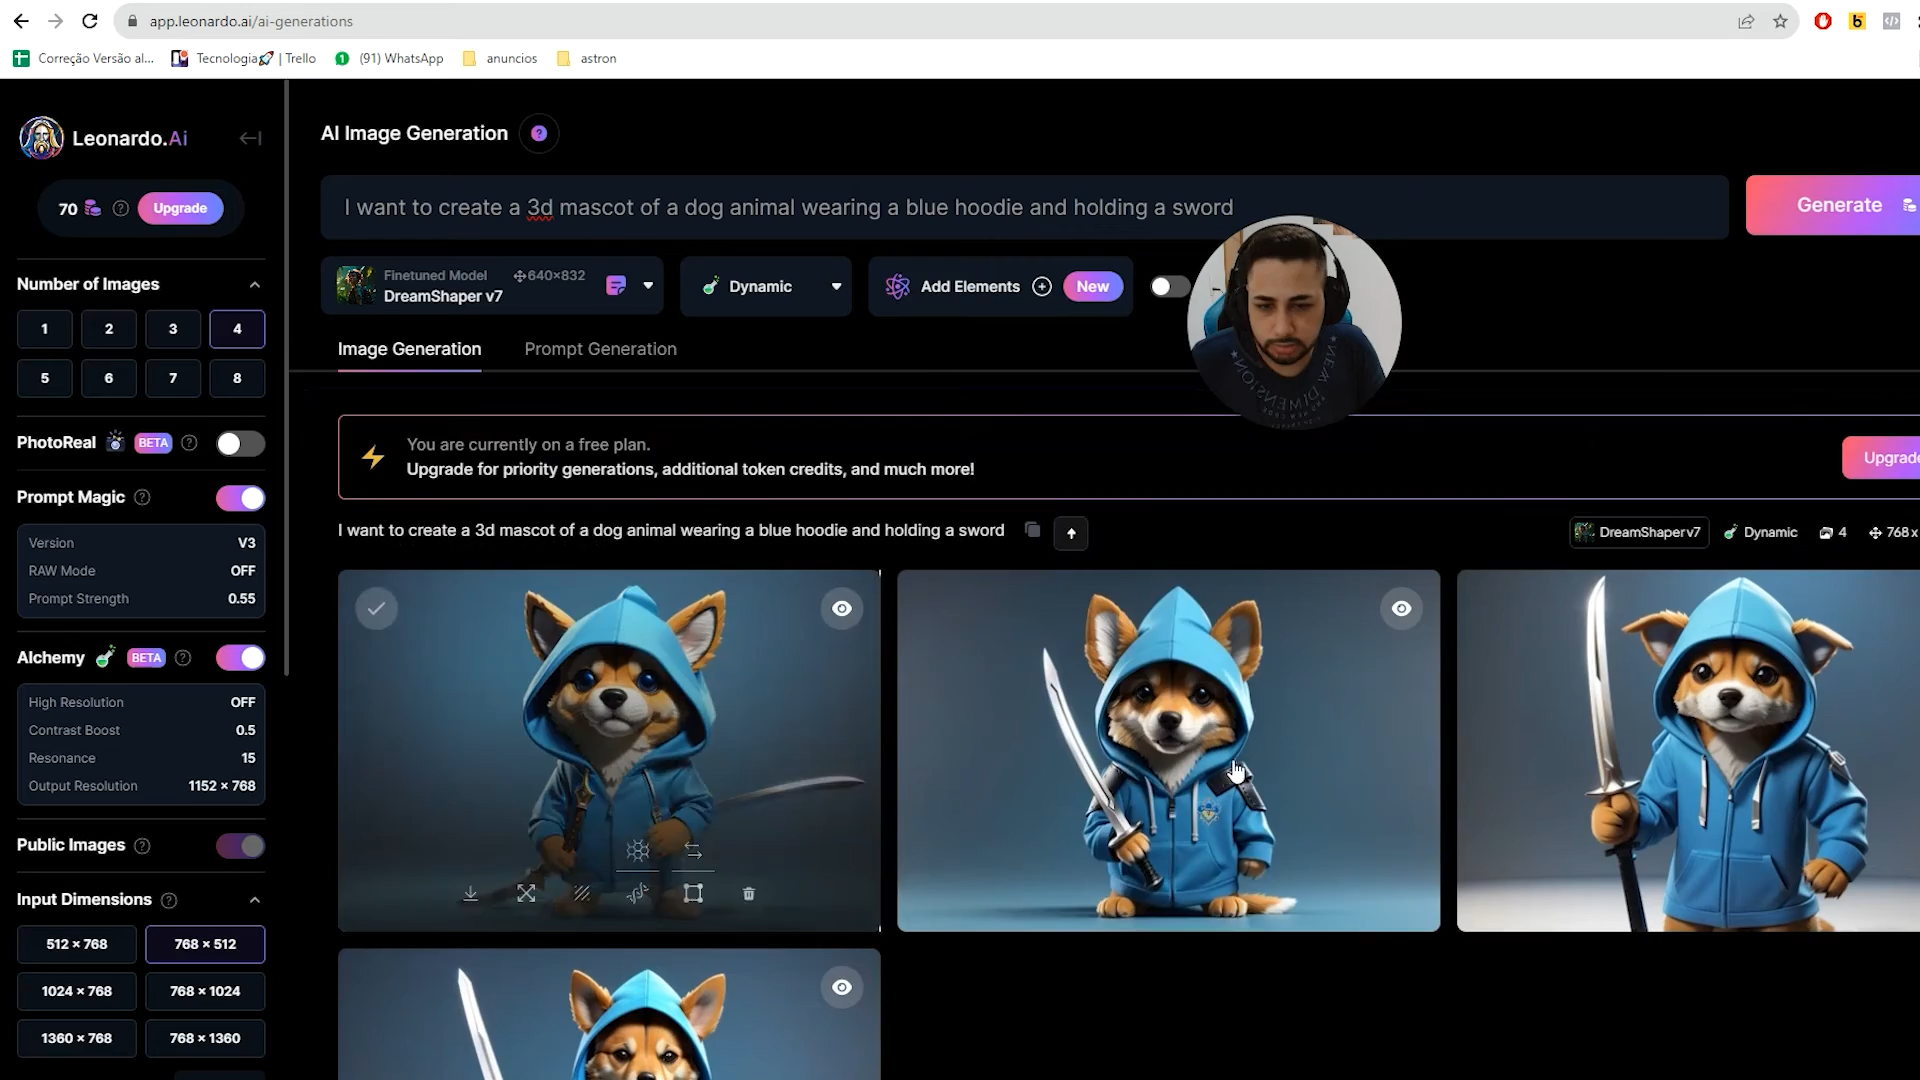 app.leonardo.ai/ai-generations
Correção Versão al...
Tecnologia🚀 | Trello
(91) WhatsApp
anuncios
astron
Leonardo.Ai
70
Upgrade
Number of Images
1 2 3 4
5 6 7 8
PhotoReal BETA
Prompt Magic
Version V3
RAW Mode OFF
Prompt Strength 0.55
Alchemy BETA
High Resolution OFF
Contrast Boost 0.5
Resonance 15
Output Resolution 1152 × 768
Public Images
Input Dimensions
512 × 768 768 × 512
1024 × 768 768 × 1024
1360 × 768 768 × 1360
AI Image Generation
I want to create a 3d mascot of a dog animal wearing a blue hoodie and holding a sword
Generate
Finetuned Model 640×832
DreamShaper v7
Dynamic
Add Elements New
Image Generation
Prompt Generation
You are currently on a free plan.
Upgrade for priority generations, additional token credits, and much more!
Upgrade
I want to create a 3d mascot of a dog animal wearing a blue hoodie and holding a sword
DreamShaper v7 Dynamic 4 768 x
NEW DIMENSION